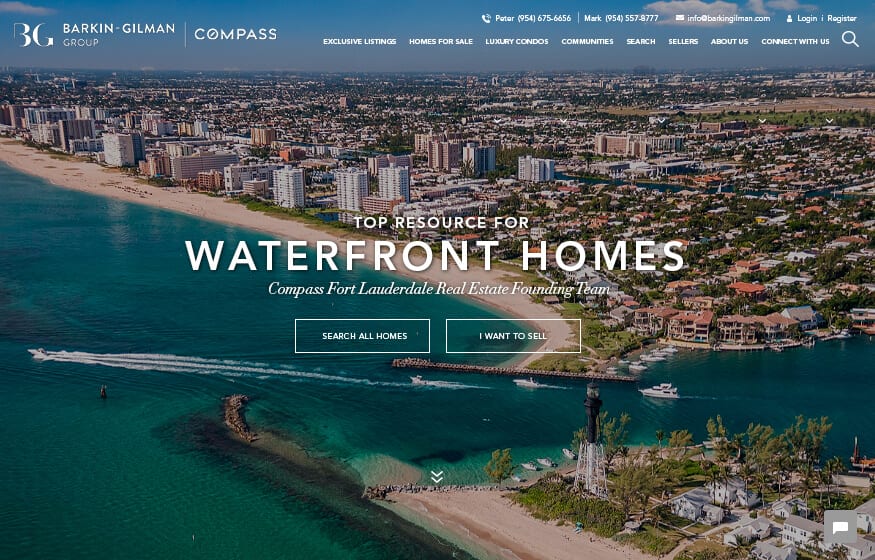 Peter (954) 675-6656 Mark (954) 557-8777 info@barkingilman.com Login | Register
BG BARKIN-GILMAN GROUP COMPASS
EXCLUSIVE LISTINGS HOMES FOR SALE LUXURY CONDOS COMMUNITIES SEARCH SELLERS ABOUT US CONNECT WITH US
TOP RESOURCE FOR
WATERFRONT HOMES
Compass Fort Lauderdale Real Estate Founding Team
SEARCH ALL HOMES I WANT TO SELL